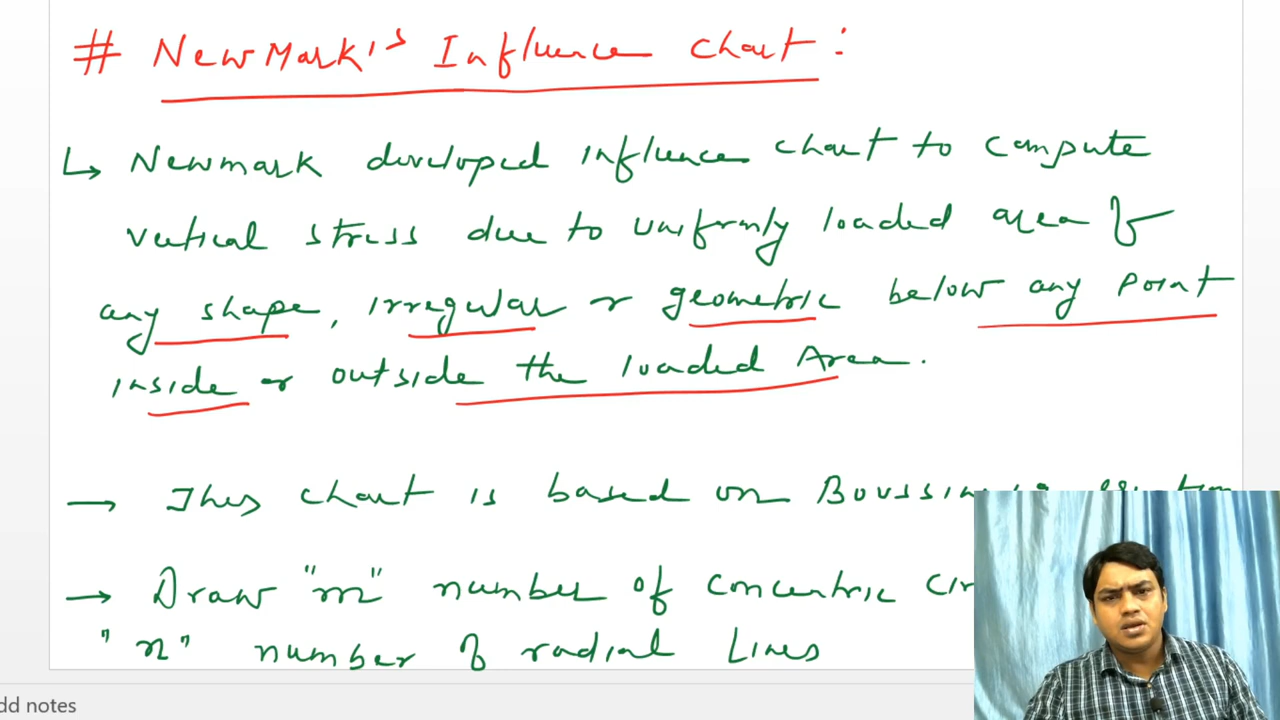 # NewMark's Influence Chart:
↳ Newmark developed influence chart to compute
vertical stress due to uniformly loaded area of
any shape, irregular or geometric below any point
inside or outside the loaded Area.
→ This chart is based on
→ Draw "m" number of concentric
"n" number of radial Lines
dd notes